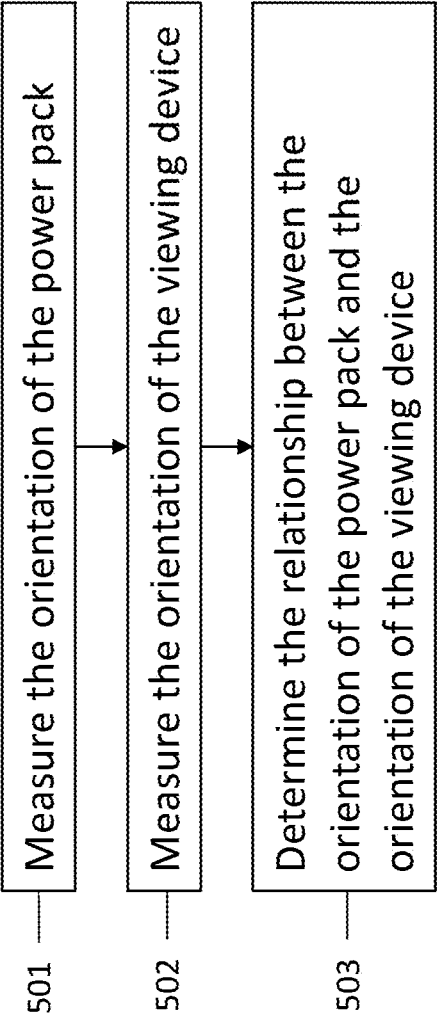 501
Measure the orientation of the power pack
502
Measure the orientation of the viewing device
503
Determine the relationship between the
orientation of the power pack and the
orientation of the viewing device